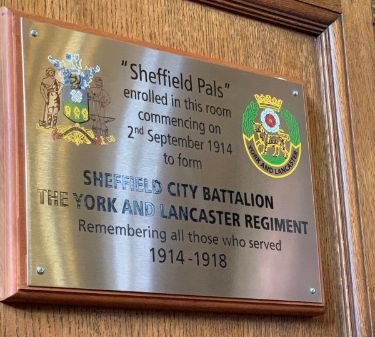 "Sheffield Pals"
enrolled in this room
commencing on
2nd September 1914
to form
SHEFFIELD CITY BATTALION
THE YORK AND LANCASTER REGIMENT
Remembering all those who served
1914-1918
YORK AND LANCASTER